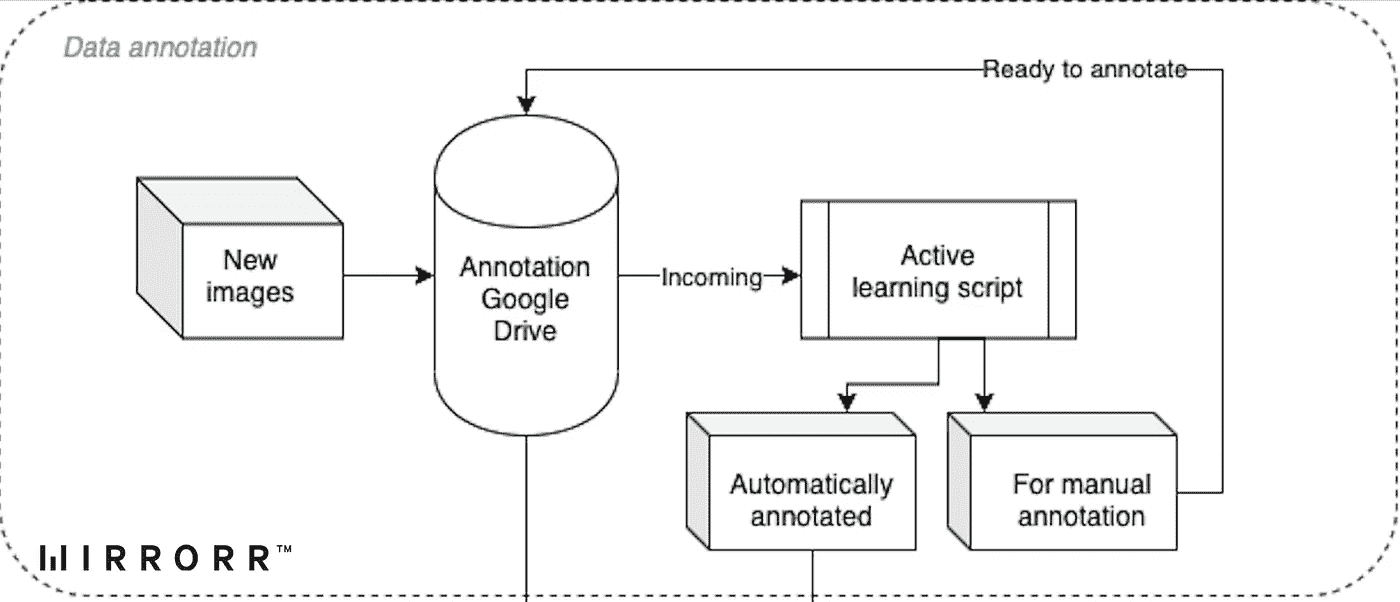 Data annotation
Ready to annotate
New
images
Annotation
Google
Drive
Incoming
Active
learning script
Automatically
annotated
For manual
annotation
MIRRORR™